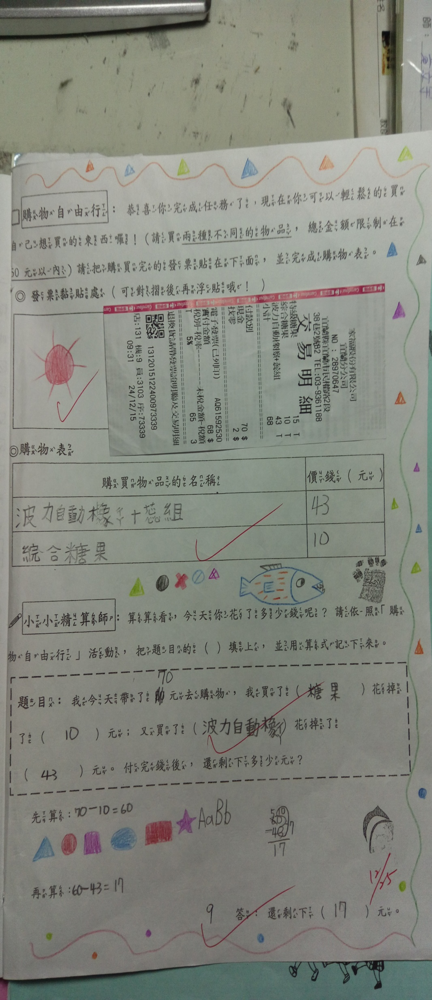 師：
購物自由行： 恭喜你完成任務了，現在你可以輕鬆的買
自己想買的東西囉！（請買兩種不同的物品，總金額限制在
50 元以內）請把購買完的發票貼在下面，並完成購物表。
◎ 發票黏貼處（可對摺後再浮貼哦！ ）
Carrefour 家樂福
家福股份有限公司
宜蘭分公司
NO : 28970647
宜蘭縣宜蘭市民權路2段
38巷2號B2 TEL:03-9361188
交易明細
特級糖果 15 T
綜合糖果 10 T
波力自動橡擦+蕊組 43 T
小計 68
付款別
現金 70 $
找零 2 $
電子發票(已列印) AQ61592530
實付金額 68 $
稅別-稅率--------未稅金額-稅額
T 5% 65 3
退換貨請帶發票證明聯及交易明細
131201512240097339
店:131 機:9 員:3103 序:73339
09:31 24/12/15
◎購物表
購買物品的名稱 價錢（元）
波力自動橡ㄘㄚ+蕊組 43
綜合糖果 10
小小精算師： 算算看，今天你花了多少錢呢？請依照「購
物自由行」活動，把題目的（ ）填上，並用算式記下來。
70
題目：我今天帶了 元去購物，我買了（ 糖果 ）花掉
了（ 10 ）元；又買了（波力自動橡ㄘㄚ）花掉了
（ 43 ）元。付完錢後，還剩下多少元？
先算：70-10=60
AaBb
-43
17
12/25
再算：60-43=17
9 答：還剩下（ 17 ）元。